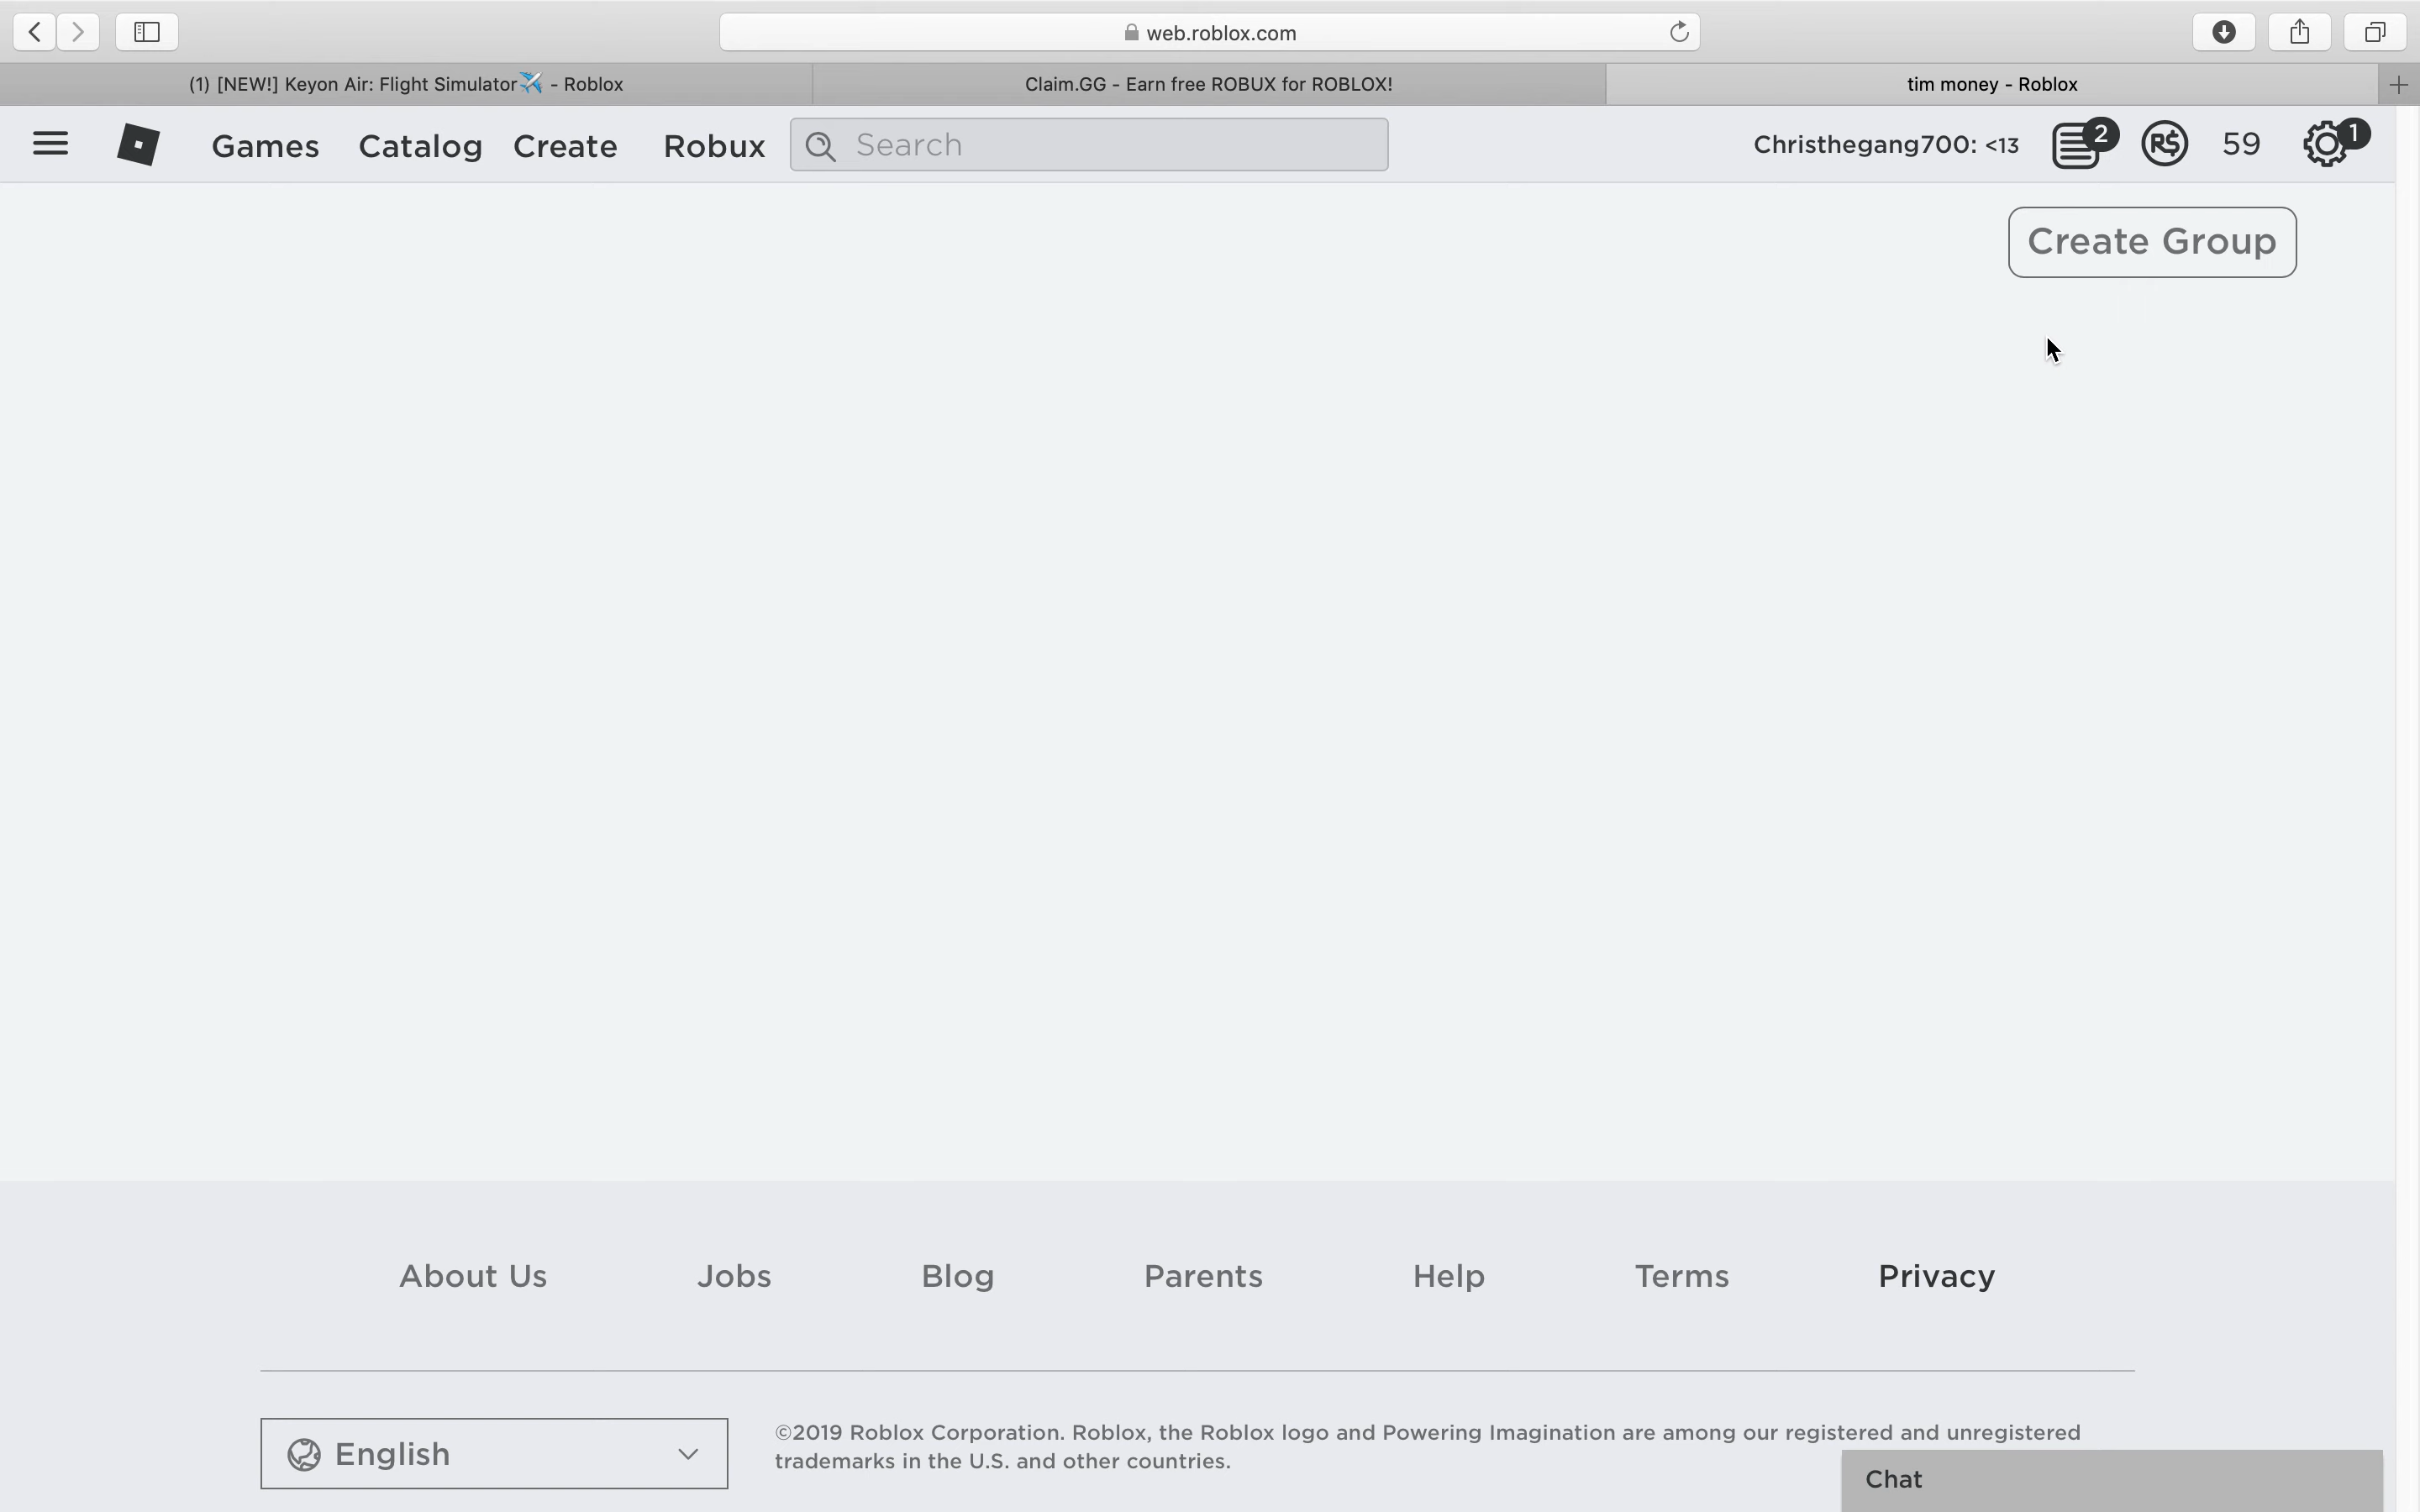 web.roblox.com
(1) [NEW!] Keyon Air: Flight Simulator✈️ - Roblox
Claim.GG - Earn free ROBUX for ROBLOX!
tim money - Roblox
Games Catalog Create Robux Search Christhegang700: <13 2 R$ 59 1
Create Group
About Us Jobs Blog Parents Help Terms Privacy
English
©2019 Roblox Corporation. Roblox, the Roblox logo and Powering Imagination are among our registered and unregistered
trademarks in the U.S. and other countries.
Chat